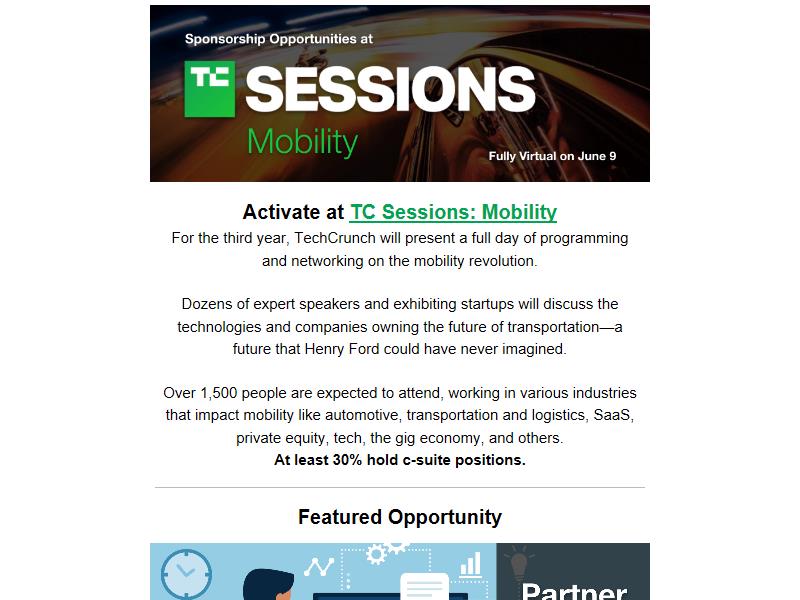 Sponsorship Opportunities at
TC SESSIONS
Mobility
Fully Virtual on June 9
Activate at TC Sessions: Mobility
For the third year, TechCrunch will present a full day of programming
and networking on the mobility revolution.
Dozens of expert speakers and exhibiting startups will discuss the
technologies and companies owning the future of transportation—a
future that Henry Ford could have never imagined.
Over 1,500 people are expected to attend, working in various industries
that impact mobility like automotive, transportation and logistics, SaaS,
private equity, tech, the gig economy, and others.
At least 30% hold c-suite positions.
Featured Opportunity
Partner